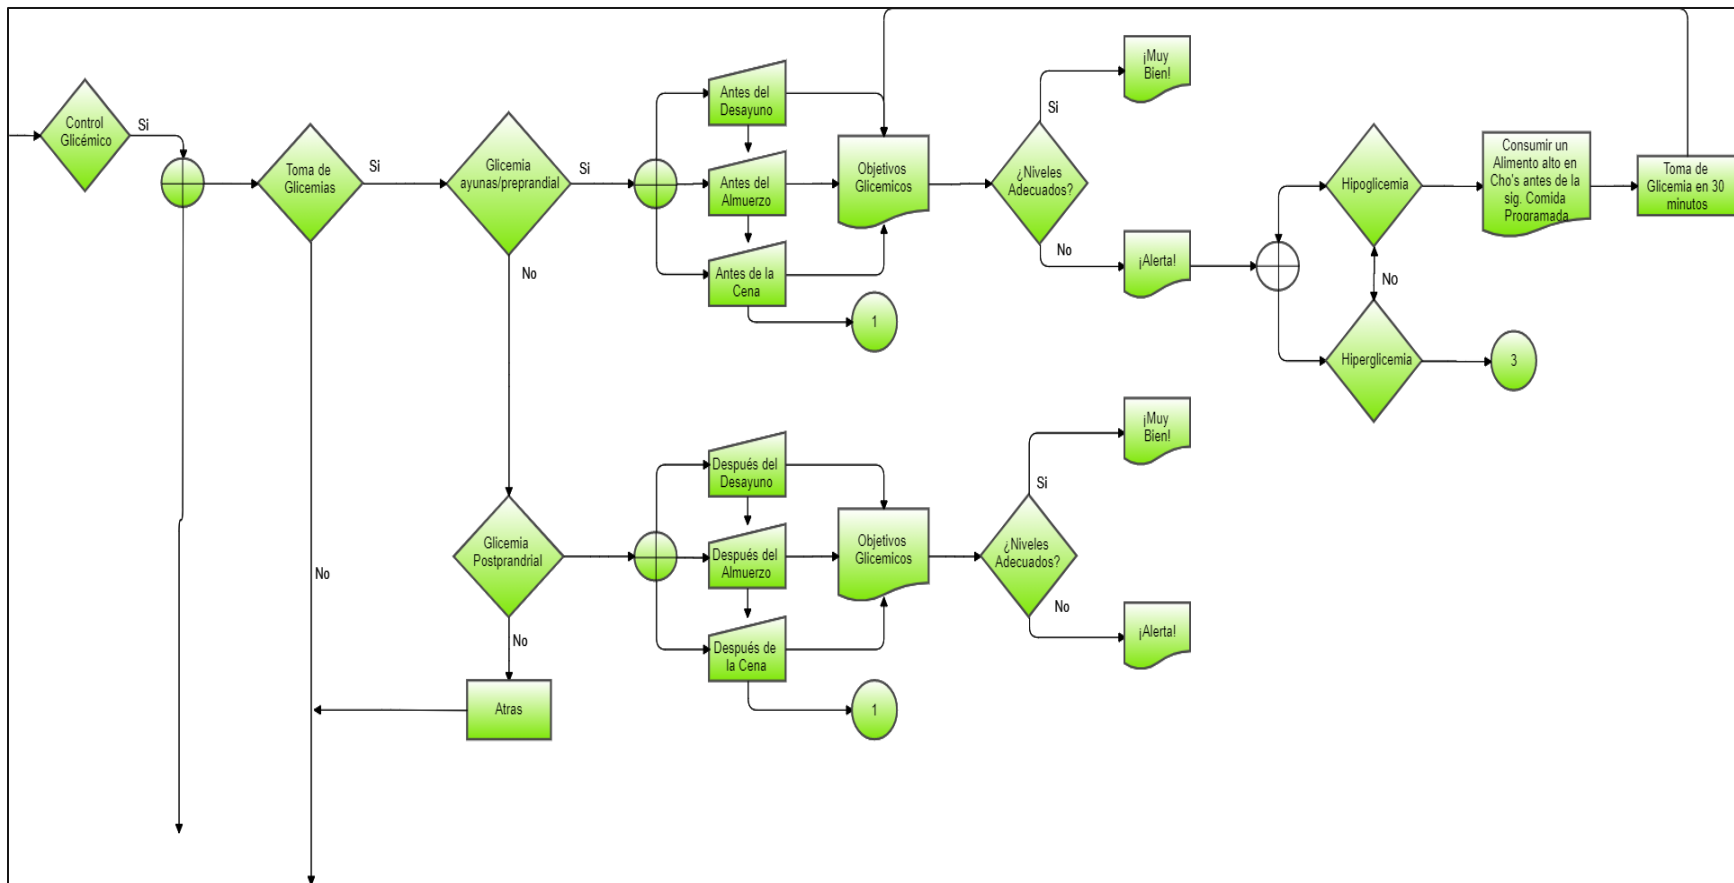 Control
Glicémico
Si
Toma de
Glicemias
Si
No
Glicemia
ayunas/preprandial
Si
No
Antes del
Desayuno
Antes del
Almuerzo
Antes de la
Cena
1
Objetivos
Glicemicos
¿Niveles
Adecuados?
Si
¡Muy
Bien!
No
¡Alerta!
Hipoglicemia
No
Hiperglicemia
3
Consumir un
Alimento alto en
Cho's antes de la
sig. Comida
Programada
Toma de
Glicemia en 30
minutos
Glicemia
Postprandrial
No
Atras
Después del
Desayuno
Después del
Almuerzo
Después de
la Cena
1
Objetivos
Glicemicos
¿Niveles
Adecuados?
Si
¡Muy
Bien!
No
¡Alerta!